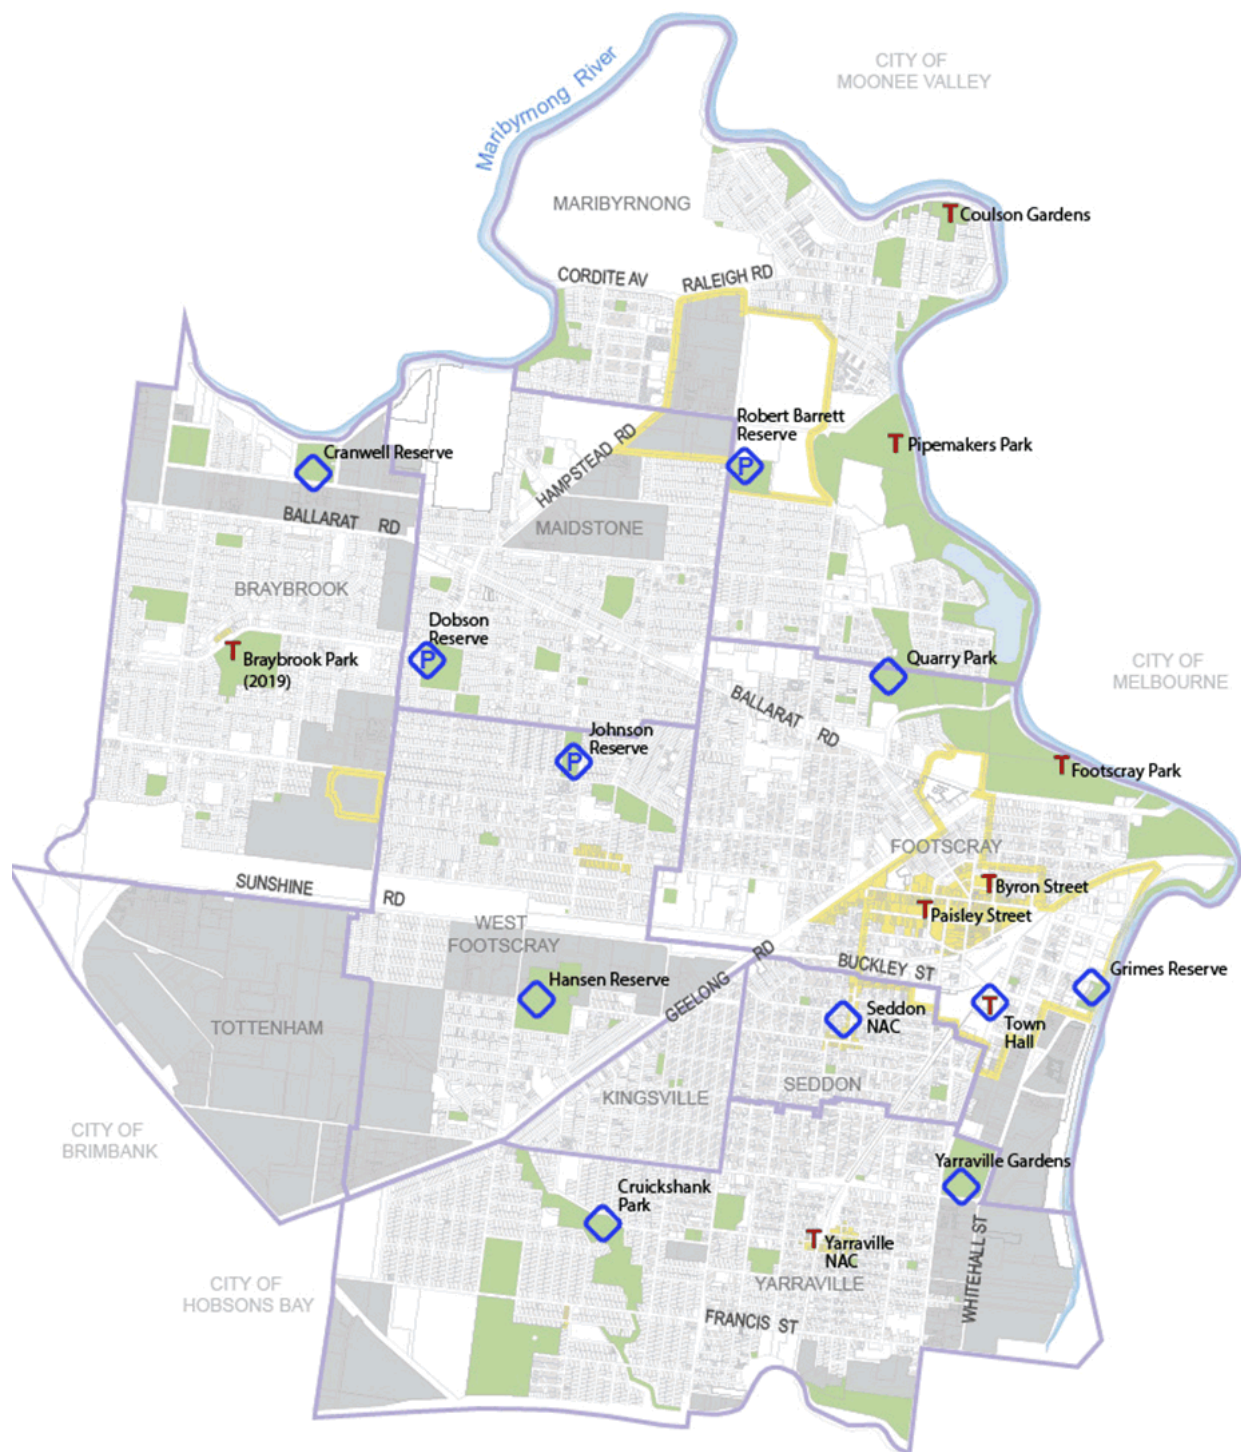 CITY OF
MOONEE VALLEY
Maribyrnong River
MARIBYRNONG
T Coulson Gardens
CORDITE AV
RALEIGH RD
Robert Barrett
Reserve
P
T Pipemakers Park
Cranwell Reserve
HAMPSTEAD RD
BALLARAT RD
MAIDSTONE
BRAYBROOK
Dobson
Reserve
P
T Braybrook Park
(2019)
Quarry Park
CITY OF
MELBOURNE
BALLARAT RD
Johnson
Reserve
P
T Footscray Park
FOOTSCRAY
T Byron Street
T Paisley Street
SUNSHINE RD
WEST
FOOTSCRAY
GEELONG RD
BUCKLEY ST
Grimes Reserve
Hansen Reserve
Seddon
NAC
T
Town
Hall
TOTTENHAM
SEDDON
KINGSVILLE
CITY OF
BRIMBANK
Yarraville Gardens
Cruickshank
Park
T Yarraville
NAC
WHITEHALL ST
YARRAVILLE
CITY OF
HOBSONS BAY
FRANCIS ST